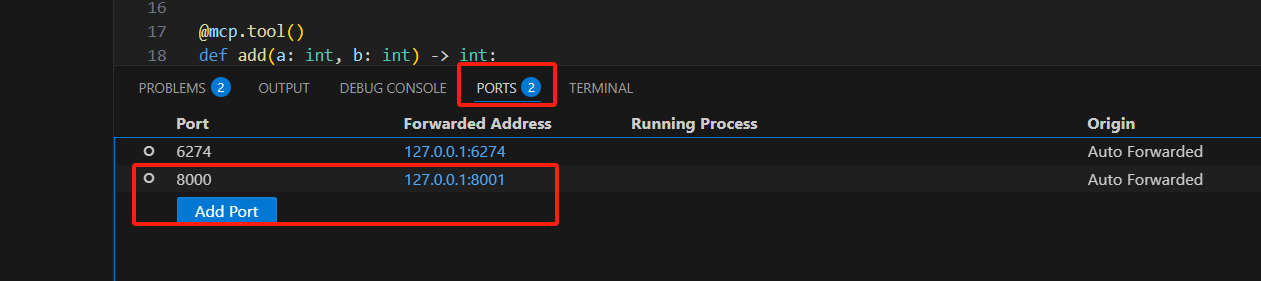 16
17 @mcp.tool()
18 def add(a: int, b: int) -> int:
PROBLEMS 2 OUTPUT DEBUG CONSOLE PORTS 2 TERMINAL
Port Forwarded Address Running Process Origin
6274 127.0.0.1:6274 Auto Forwarded
8000 127.0.0.1:8001 Auto Forwarded
Add Port